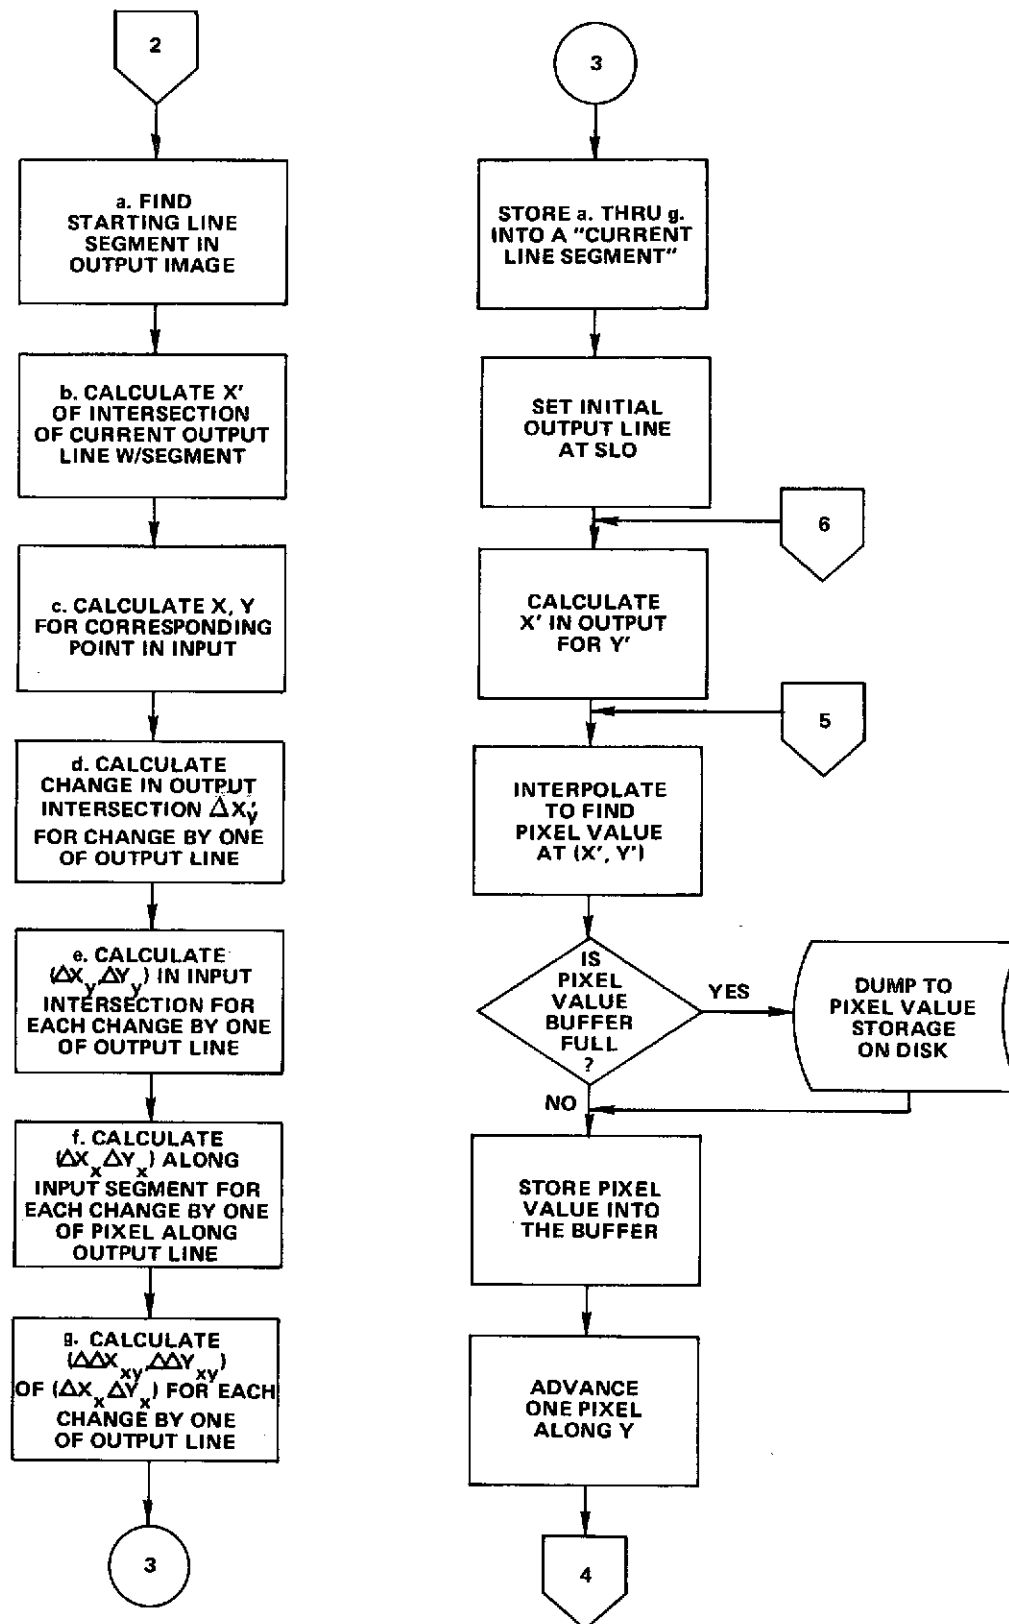 2
a. FIND
STARTING LINE
SEGMENT IN
OUTPUT IMAGE
b. CALCULATE X'
OF INTERSECTION
OF CURRENT OUTPUT
LINE W/SEGMENT
c. CALCULATE X, Y
FOR CORRESPONDING
POINT IN INPUT
d. CALCULATE
CHANGE IN OUTPUT
INTERSECTION ΔX'y
FOR CHANGE BY ONE
OF OUTPUT LINE
e. CALCULATE
(ΔXy,ΔYy) IN INPUT
INTERSECTION FOR
EACH CHANGE BY ONE
OF OUTPUT LINE
f. CALCULATE
(ΔXx ΔYx) ALONG
INPUT SEGMENT FOR
EACH CHANGE BY ONE
OF PIXEL ALONG
OUTPUT LINE
g. CALCULATE
(ΔΔXxy,ΔΔYxy)
OF (ΔXx ΔYx) FOR EACH
CHANGE BY ONE
OF OUTPUT LINE
3
3
STORE a. THRU g.
INTO A "CURRENT
LINE SEGMENT"
SET INITIAL
OUTPUT LINE
AT SLO
6
CALCULATE
X' IN OUTPUT
FOR Y'
5
INTERPOLATE
TO FIND
PIXEL VALUE
AT (X', Y')
IS
PIXEL
VALUE
BUFFER
FULL
?
YES
DUMP TO
PIXEL VALUE
STORAGE
ON DISK
NO
STORE PIXEL
VALUE INTO
THE BUFFER
ADVANCE
ONE PIXEL
ALONG Y
4